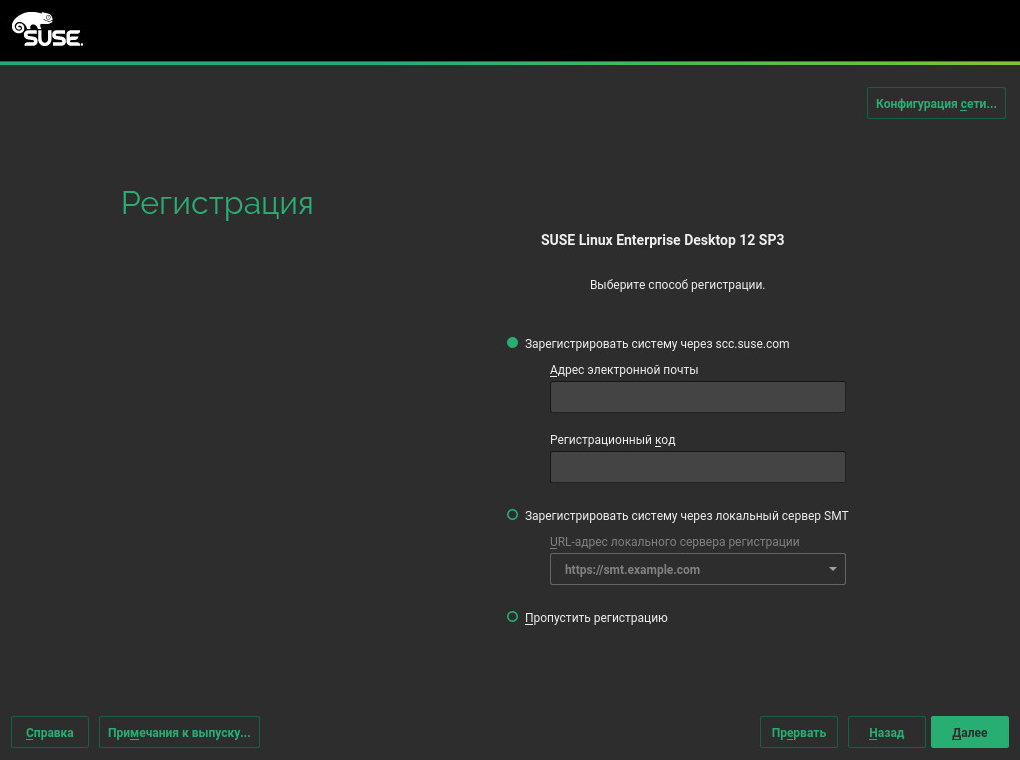 SUSE.
Конфигурация сети...
Регистрация
SUSE Linux Enterprise Desktop 12 SP3
Выберите способ регистрации.
Зарегистрировать систему через scc.suse.com
Адрес электронной почты
Регистрационный код
Зарегистрировать систему через локальный сервер SMT
URL-адрес локального сервера регистрации
https://smt.example.com
Пропустить регистрацию
Справка Примечания к выпуску... Прервать Назад Далее